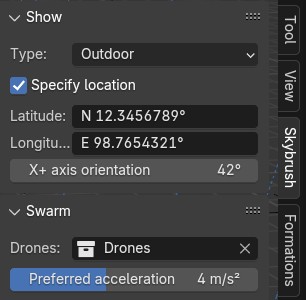 Show
Type: Outdoor
Specify location
Latitude: N 12.3456789°
Longitu... E 98.7654321°
X+ axis orientation 42°
Swarm
Drones: Drones
Preferred acceleration 4 m/s²
Tool
View
Skybrush
Formations